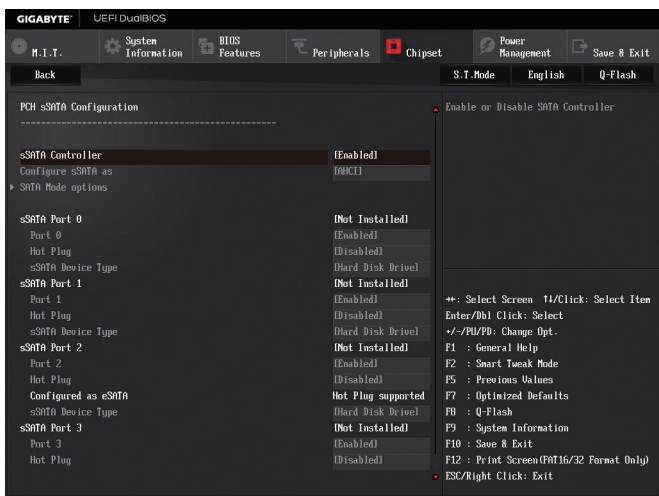 GIGABYTE™ UEFI DualBIOS
M.I.T. System Information BIOS Features Peripherals Chipset Power Management Save & Exit
Back S.T.Mode English Q-Flash
PCH sSATA Configuration
--------------------------------------------------
Enable or Disable SATA Controller
sSATA Controller [Enabled]
Configure sSATA as [AHCI]
SATA Mode options
sSATA Port 0 [Not Installed]
Port 0 [Enabled]
Hot Plug [Disabled]
sSATA Device Type [Hard Disk Drive]
sSATA Port 1 [Not Installed]
Port 1 [Enabled]
Hot Plug [Disabled]
sSATA Device Type [Hard Disk Drive]
sSATA Port 2 [Not Installed]
Port 2 [Enabled]
Hot Plug [Disabled]
Configured as eSATA Hot Plug supported
sSATA Device Type [Hard Disk Drive]
sSATA Port 3 [Not Installed]
Port 3 [Enabled]
Hot Plug [Disabled]
→←: Select Screen ↑↓/Click: Select Item
Enter/Dbl Click: Select
+/-/PU/PD: Change Opt.
F1 : General Help
F2 : Smart Tweak Mode
F5 : Previous Values
F7 : Optimized Defaults
F8 : Q-Flash
F9 : System Information
F10 : Save & Exit
F12 : Print Screen(FAT16/32 Format Only)
ESC/Right Click: Exit